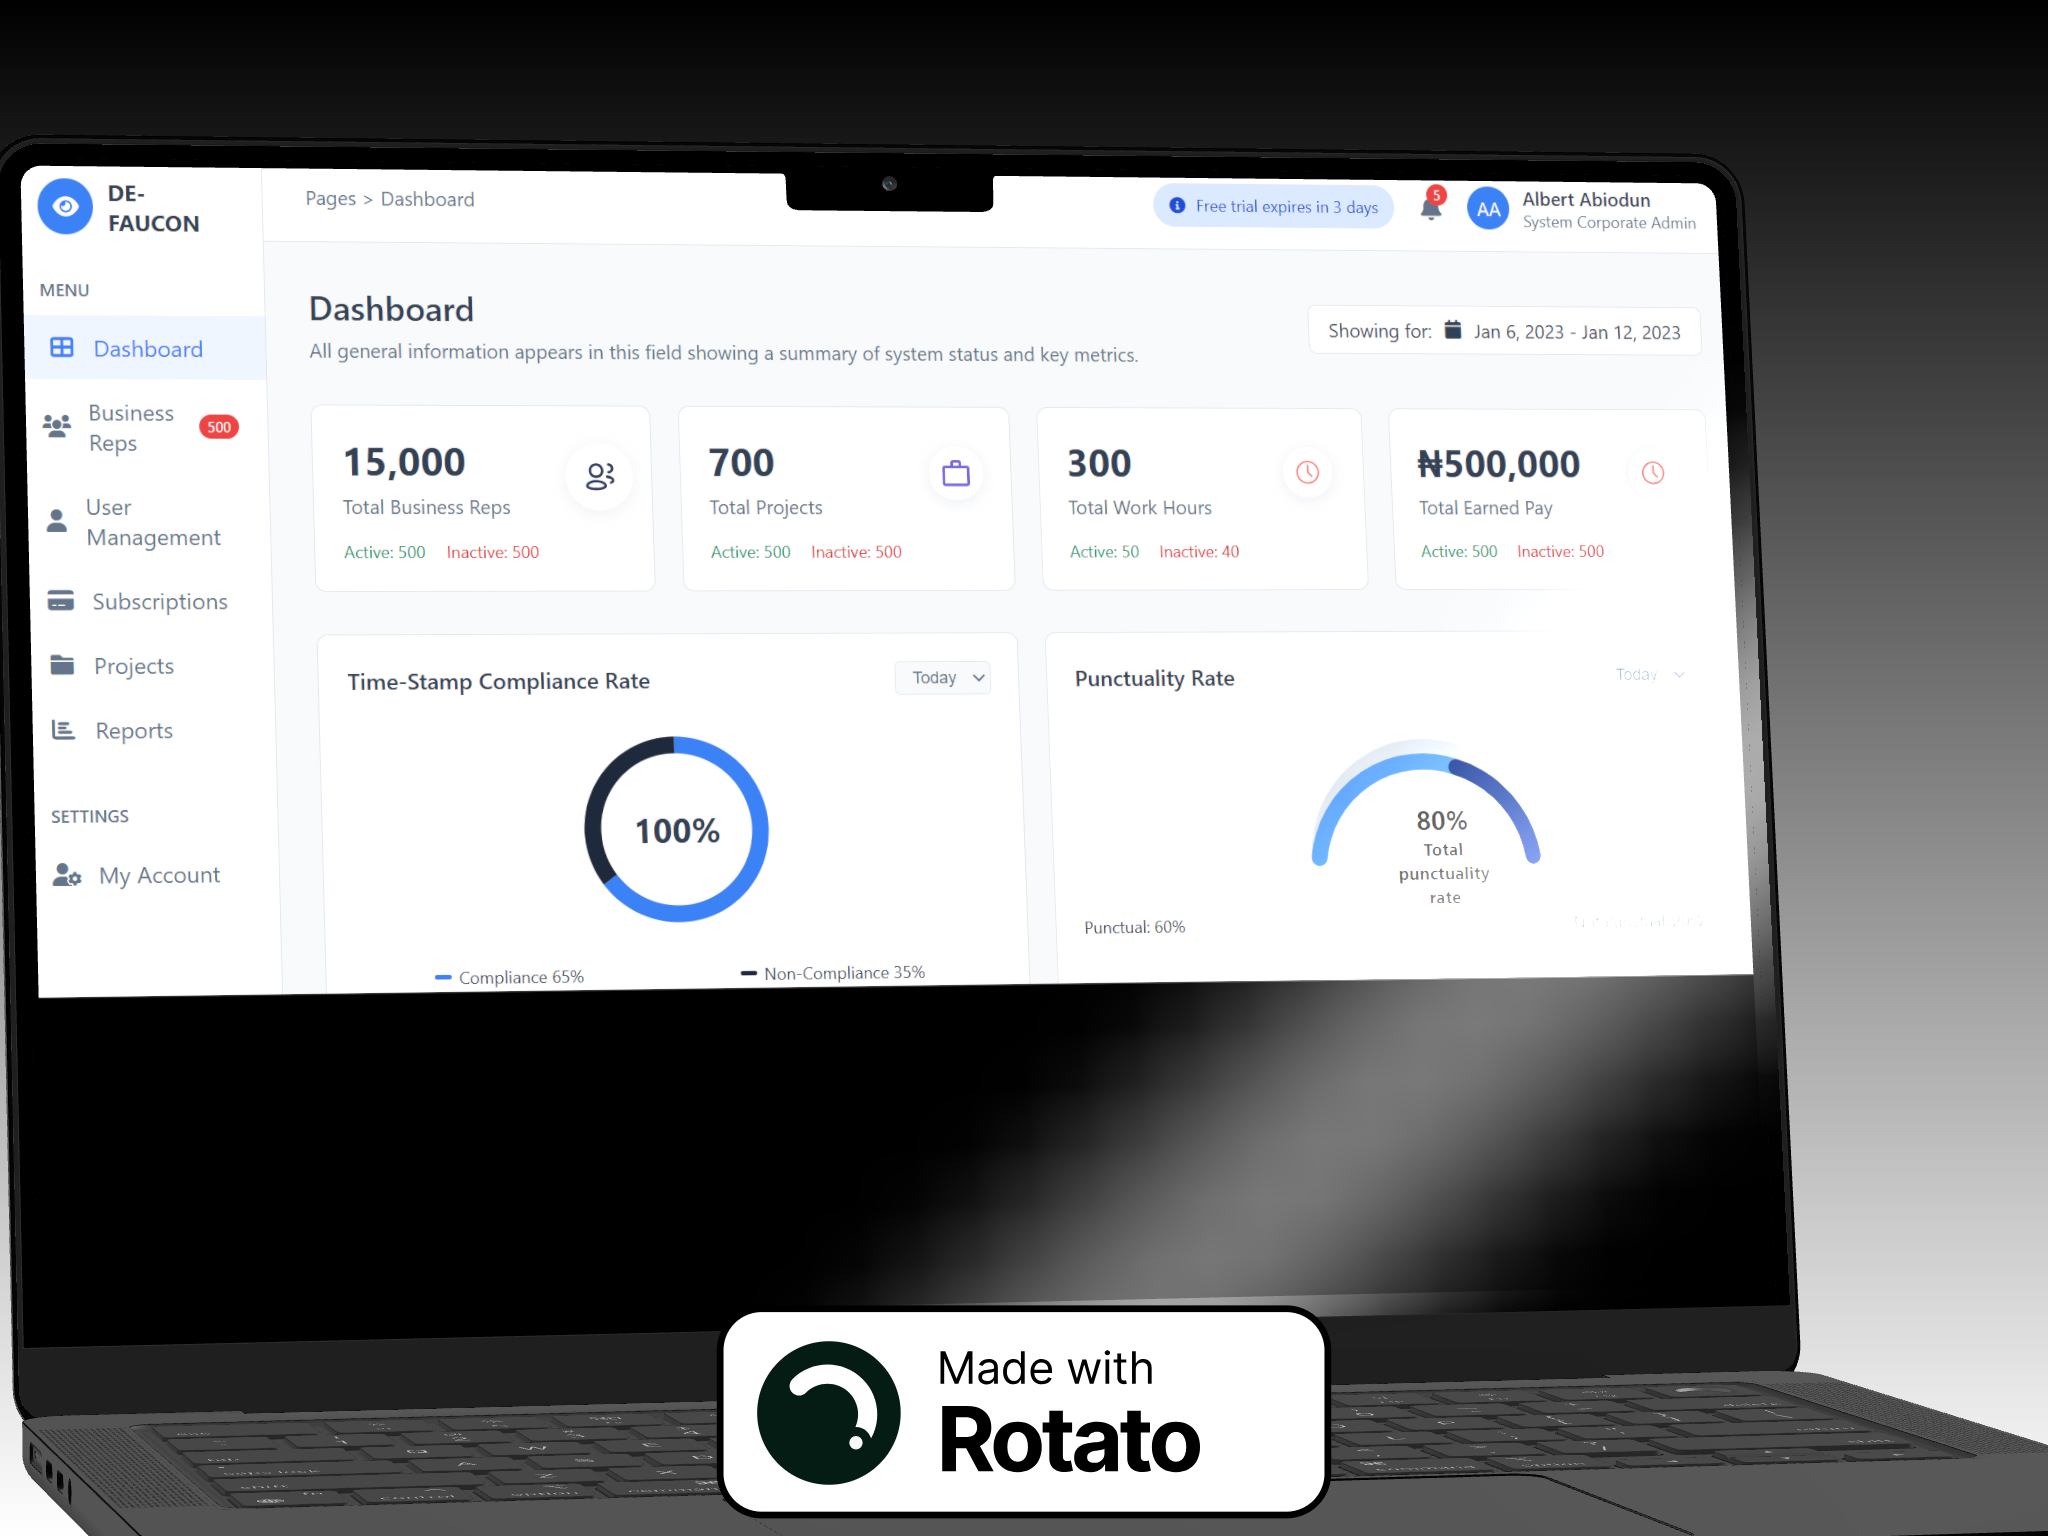 DE-
FAUCON
Pages > Dashboard
Free trial expires in 3 days
5
AA
Albert Abiodun
System Corporate Admin
MENU
Dashboard
Business
Reps
500
User
Management
Subscriptions
Projects
Reports
SETTINGS
My Account
Dashboard
All general information appears in this field showing a summary of system status and key metrics.
Showing for: Jan 6, 2023 - Jan 12, 2023
15,000
Total Business Reps
Active: 500 Inactive: 500
700
Total Projects
Active: 500 Inactive: 500
300
Total Work Hours
Active: 50 Inactive: 40
₦500,000
Total Earned Pay
Active: 500 Inactive: 500
Time-Stamp Compliance Rate
Today
100%
Compliance 65%
Non-Compliance 35%
Punctuality Rate
Today
80%
Total
punctuality
rate
Punctual: 60%
Made with
Rotato